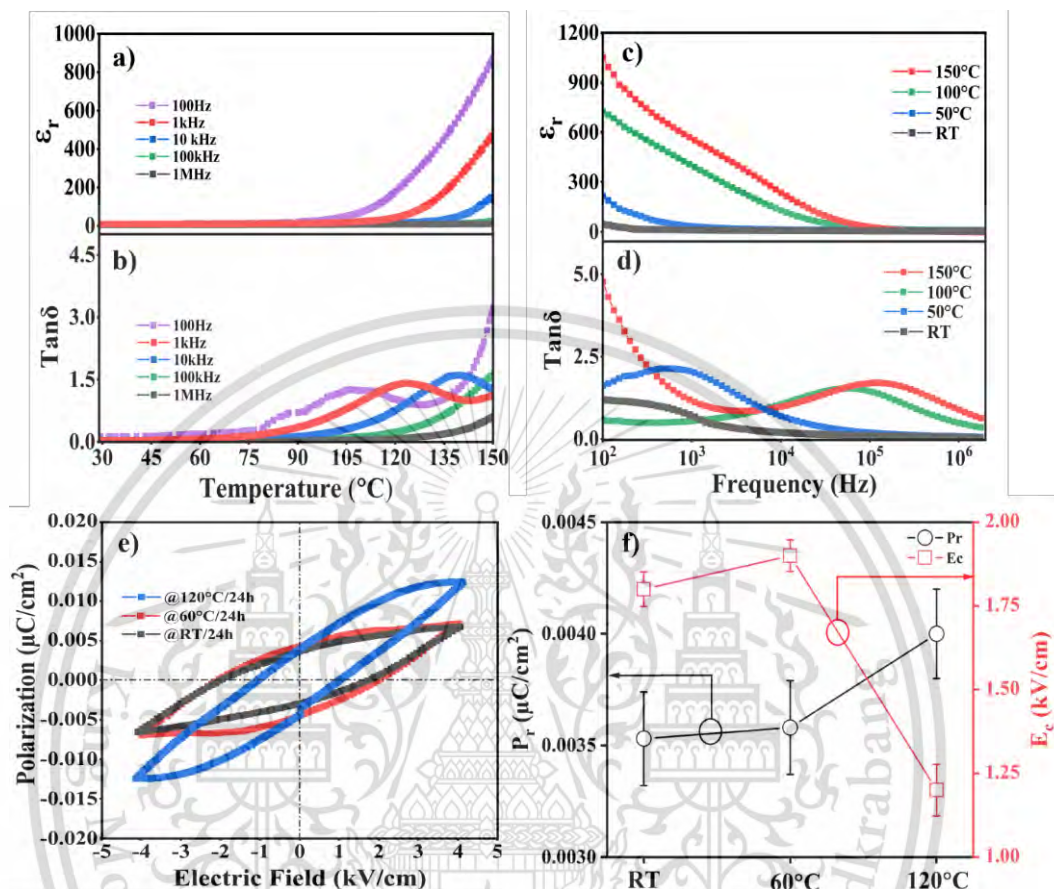 a)
1000
800
600
400
200
0
εr
100Hz
1kHz
10 kHz
100kHz
1MHz
b)
4.5
3.0
1.5
0.0
Tanδ
100Hz
1kHz
10kHz
100kHz
1MHz
30 45 60 75 90 105 120 135 150
Temperature (°C)
c)
1200
900
600
300
0
εr
150°C
100°C
50°C
RT
d)
5.0
2.5
0.0
Tanδ
150°C
100°C
50°C
RT
10² 10³ 10⁴ 10⁵ 10⁶
Frequency (Hz)
e)
0.020
0.015
0.010
0.005
0.000
-0.005
-0.010
-0.015
-0.020
Polarization (μC/cm²)
@120°C/24h
@60°C/24h
@RT/24h
-5 -4 -3 -2 -1 0 1 2 3 4 5
Electric Field (kV/cm)
f)
0.0045
0.0040
0.0035
0.0030
Pr (μC/cm²)
Pr
Ec
2.00
1.75
1.50
1.25
1.00
Ec (kV/cm)
RT 60°C 120°C
krabang